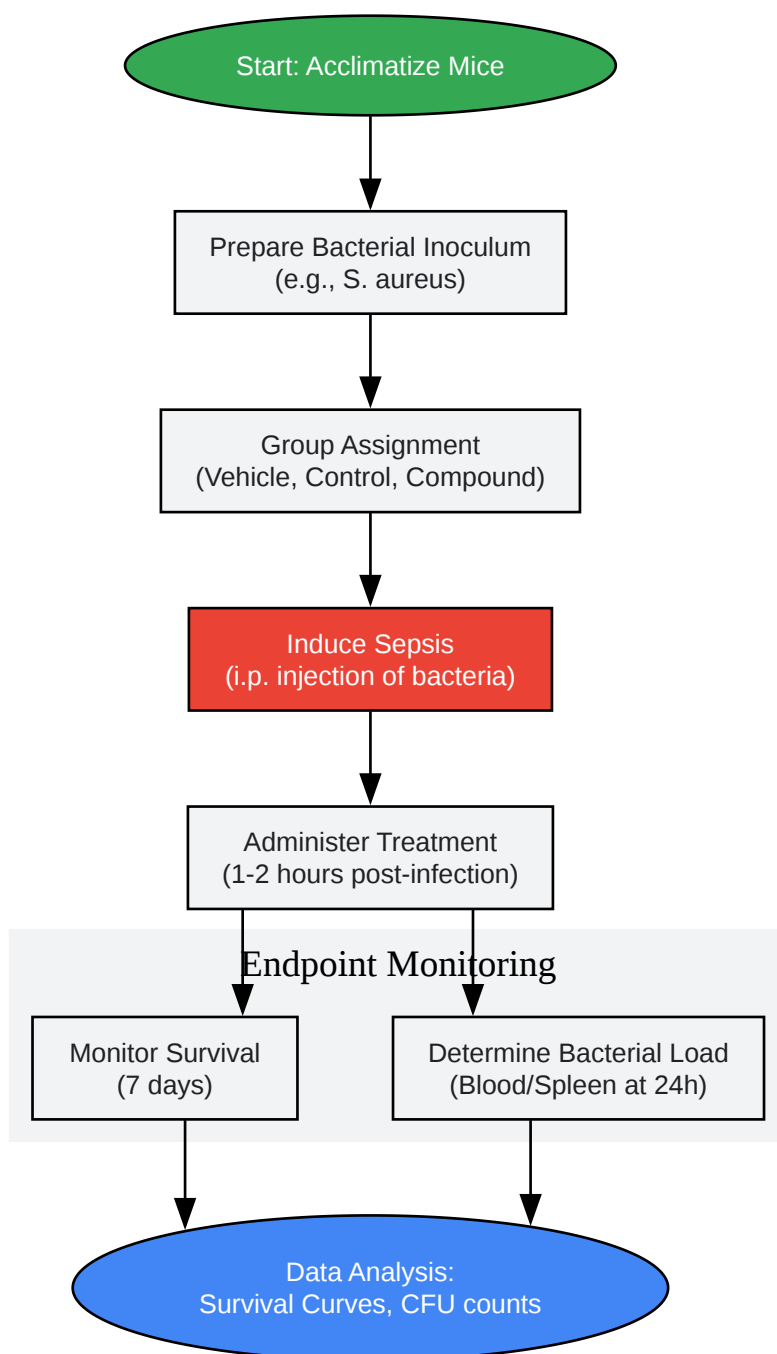 Start: Acclimatize Mice
Prepare Bacterial Inoculum
(e.g., S. aureus)
Group Assignment
(Vehicle, Control, Compound)
Induce Sepsis
(i.p. injection of bacteria)
Administer Treatment
(1-2 hours post-infection)
Endpoint Monitoring
Monitor Survival
(7 days)
Determine Bacterial Load
(Blood/Spleen at 24h)
Data Analysis:
Survival Curves, CFU counts